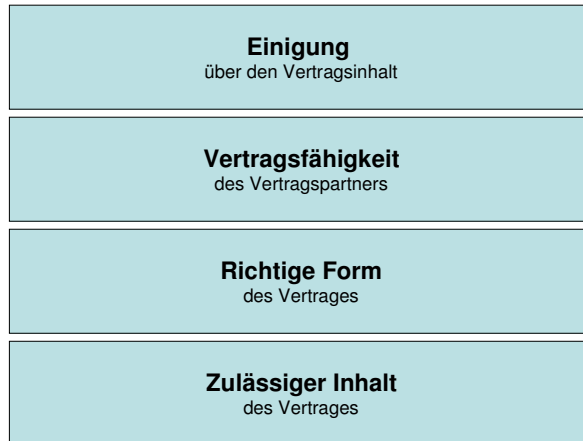 Einigung
über den Vertragsinhalt
Vertragsfähigkeit
des Vertragspartners
Richtige Form
des Vertrages
Zulässiger Inhalt
des Vertrages